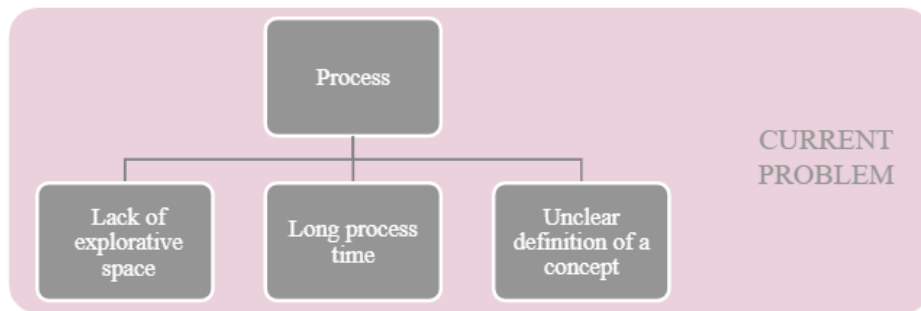 Process
CURRENT
PROBLEM
Lack of
explorative
space
Long process
time
Unclear
definition of a
concept